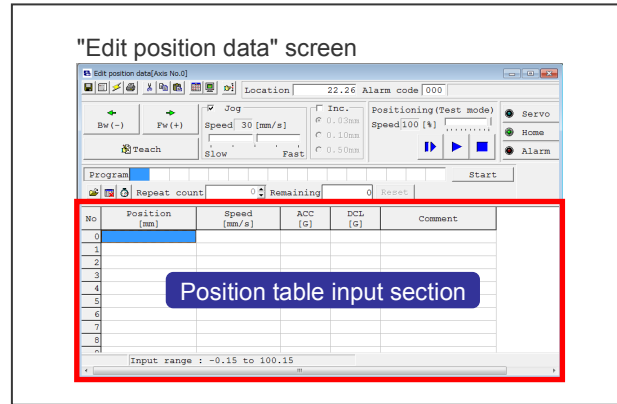 "Edit position data" screen
Edit position data[Axis No.0]
Location 22.26 Alarm code 000
Jog Inc. Positioning(Test mode)
Bw(-) Fw(+) Speed 30 [mm/s] 0.03mm Speed 100 [%] Servo
0.10mm Home
Teach Slow Fast 0.50mm Alarm
Program Start
Repeat count 0 Remaining 0 Reset
No Position [mm] Speed [mm/s] ACC [G] DCL [G] Comment
0
1
2
3
4
Position table input section
5
6
7
8
Input range : -0.15 to 100.15